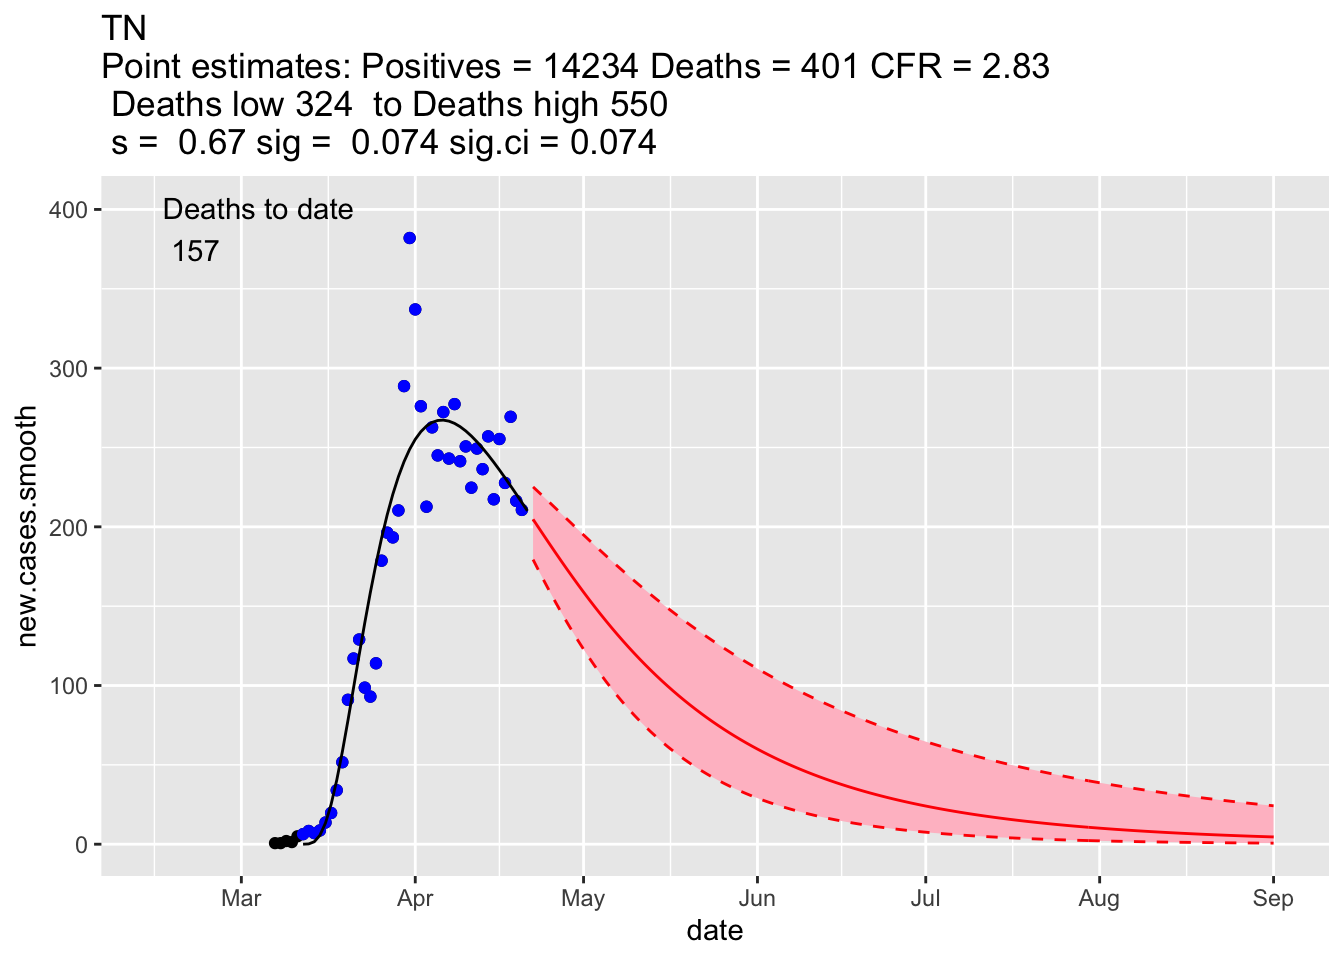 TN
Point estimates: Positives = 14234 Deaths = 401 CFR = 2.83
Deaths low 324  to Deaths high 550
s =  0.67 sig =  0.074 sig.ci = 0.074
Deaths to date
157
new.cases.smooth
400
300
200
100
0
Mar Apr May Jun Jul Aug Sep
date